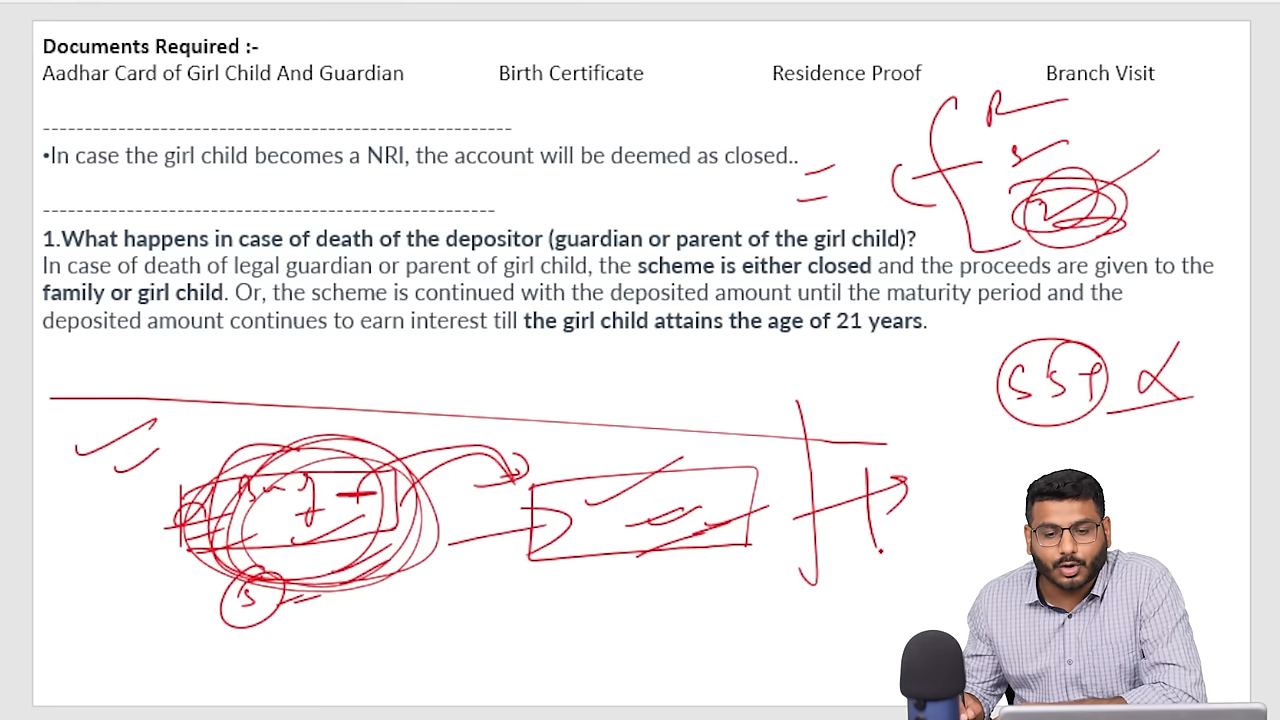 Documents Required :-
Aadhar Card of Girl Child And Guardian Birth Certificate Residence Proof Branch Visit
------------------------------------------------------
•In case the girl child becomes a NRI, the account will be deemed as closed..
----------------------------------------------------
1.What happens in case of death of the depositor (guardian or parent of the girl child)?
In case of death of legal guardian or parent of girl child, the scheme is either closed and the proceeds are given to the
family or girl child. Or, the scheme is continued with the deposited amount until the maturity period and the
deposited amount continues to earn interest till the girl child attains the age of 21 years.